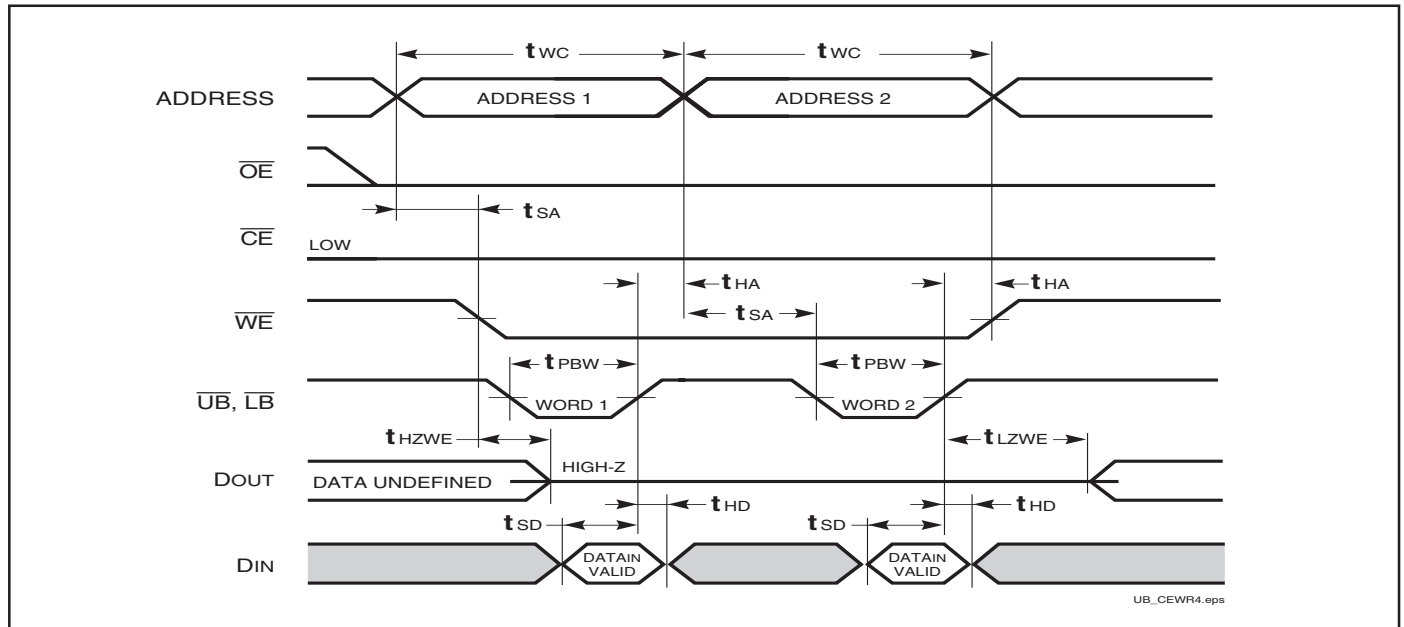 tWC tWC
ADDRESS ADDRESS 1 ADDRESS 2
OE
tSA
CE LOW
tHA tHA
WE tSA
tPBW tPBW
UB, LB WORD 1 WORD 2
tHZWE tLZWE
DOUT DATA UNDEFINED HIGH-Z
tHD tHD
tSD tSD
DIN DATAIN VALID DATAIN VALID
UB_CEWR4.eps